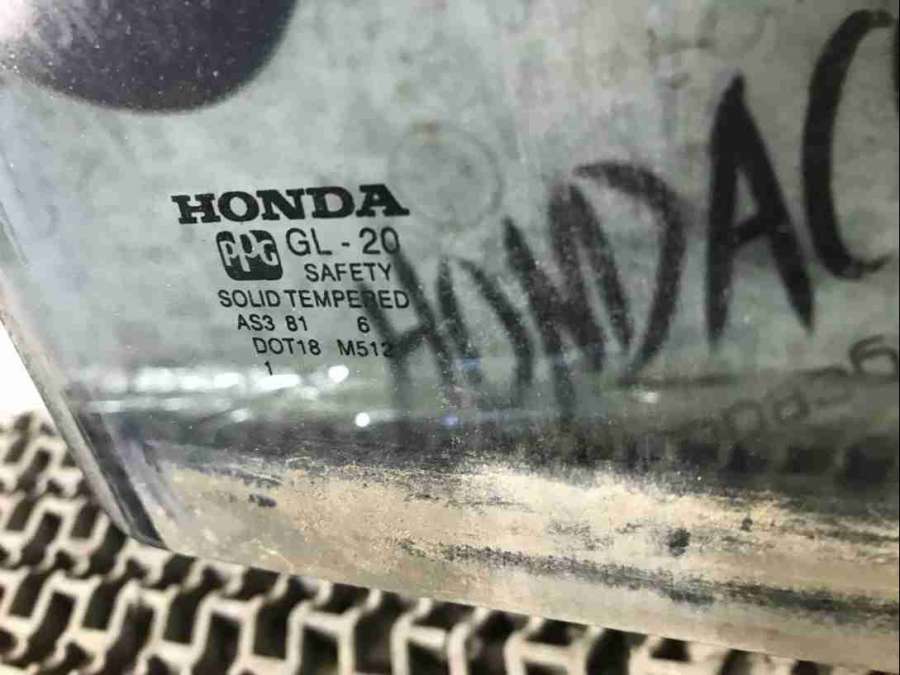 HONDA
PPG GL - 20
SAFETY
SOLID TEMPERED
AS3 81 6
DOT18 M512
1
HONDA